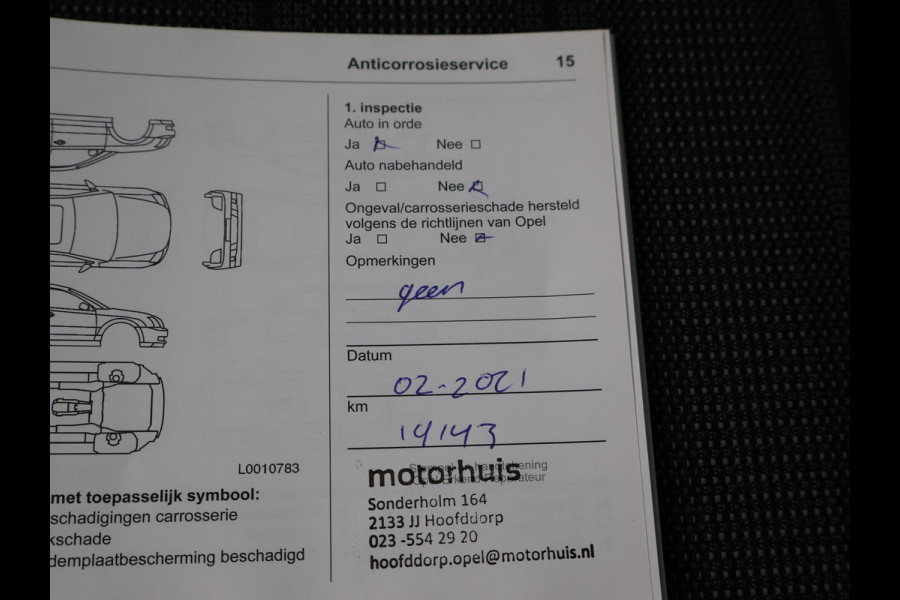 Anticorrosieservice 15
1. inspectie
Auto in orde
Ja Nee
Auto nabehandeld
Ja Nee
Ongeval/carrosserieschade hersteld
volgens de richtlijnen van Opel
Ja Nee
Opmerkingen
geen
Datum
02-2021
km
14143
motorhuis
Sonderholm 164
2133 JJ Hoofddorp
023 -554 29 20
hoofddorp.opel@motorhuis.nl
L0010783
met toepasselijk symbool:
schadigingen carrosserie
kschade
demplaatbescherming beschadigd